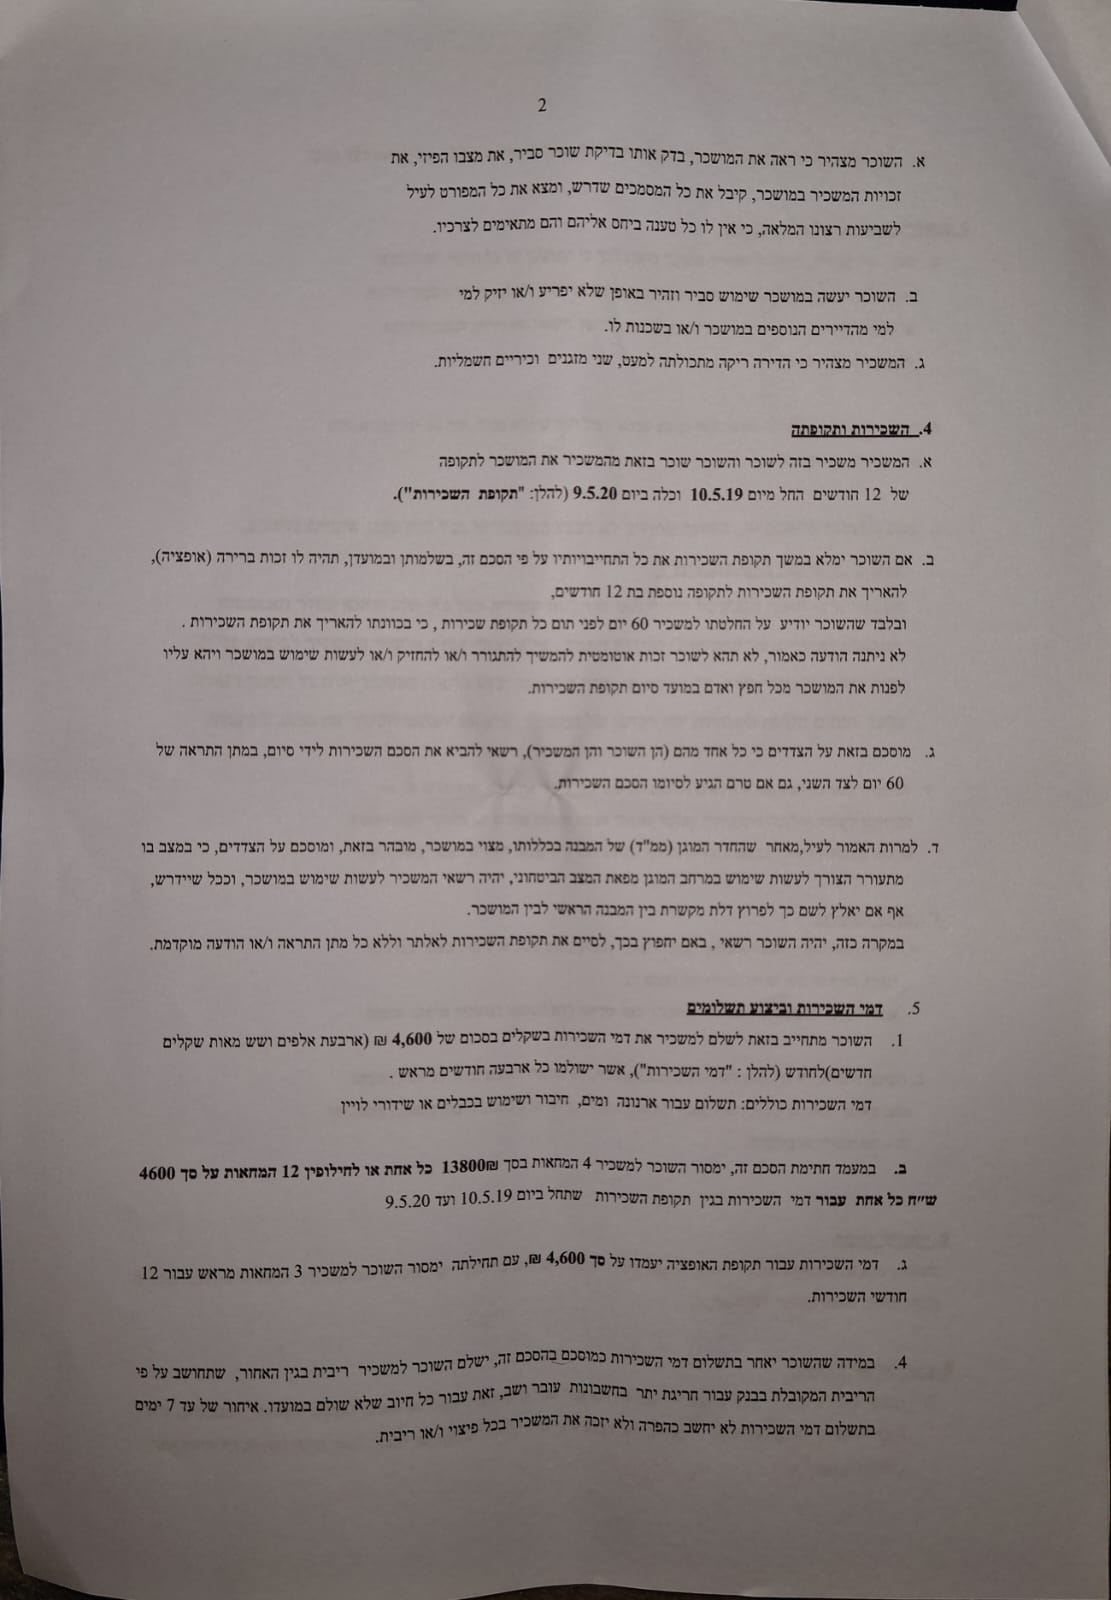 2
א. השוכר מצהיר כי ראה את המושכר, בדק אותו בדיקת שוכר סביר, את מצבו הפיזי, את
זכויות המשכיר במושכר, קיבל את כל המסמכים שדרש, ומצא את כל המפורט לעיל
לשביעות רצונו המלאה, כי אין לו כל טענה ביחס אליהם והם מתאימים לצרכיו.
ב. השוכר יעשה במושכר שימוש סביר וזהיר באופן שלא יפריע ו/או יזיק למי
למי מהדיירים הנוספים במושכר ו/או בשכנות לו.
ג. המשכיר מצהיר כי הדירה ריקה מתכולתה למעט, שני מזגנים וכיריים חשמליות.
4. השכירות ותקופתה
א. המשכיר משכיר בזה לשוכר והשוכר שוכר בזאת מהמשכיר את המושכר לתקופה
של 12 חודשים החל מיום 10.5.19 וכלה ביום 9.5.20 (להלן: "תקופת השכירות").
ב. אם השוכר ימלא במשך תקופת השכירות את כל התחייבויותיו על פי הסכם זה, בשלמותן ובמועדן, תהיה לו זכות ברירה (אופציה),
להאריך את תקופת השכירות לתקופה נוספת בת 12 חודשים,
ובלבד שהשוכר יודיע על החלטתו למשכיר 60 יום לפני תום כל תקופת שכירות , כי בכוונתו להאריך את תקופת השכירות .
לא ניתנה הודעה כאמור, לא תהא לשוכר זכות אוטומטית להמשיך להתגורר ו/או להחזיק ו/או לעשות שימוש במושכר ויהא עליו
לפנות את המושכר מכל חפץ ואדם במועד סיום תקופת השכירות.
ג. מוסכם בזאת על הצדדים כי כל אחד מהם (הן השוכר והן המשכיר), רשאי להביא את הסכם השכירות לידי סיום, במתן התראה של
60 יום לצד השני, גם אם טרם הגיע לסיומו הסכם השכירות.
ד. למרות האמור לעיל,מאחר שהחדר המוגן (ממ"ד) של המבנה בכללותו, מצוי במושכר, מובהר בזאת, ומוסכם על הצדדים, כי במצב בו
מתעורר הצורך לעשות שימוש במרחב המוגן מפאת המצב הביטחוני, יהיה רשאי המשכיר לעשות שימוש במושכר, וככל שיידרש,
אף אם יאלץ לשם כך לפרוץ דלת מקשרת בין המבנה הראשי לבין המושכר.
במקרה כזה, יהיה השוכר רשאי , באם יחפוץ בכך, לסיים את תקופת השכירות לאלתר וללא כל מתן התראה ו/או הודעה מוקדמת.
5. דמי השכירות וביצוע תשלומים
1. השוכר מתחייב בזאת לשלם למשכיר את דמי השכירות בשקלים בסכום של 4,600 ₪ (ארבעת אלפים ושש מאות שקלים
חדשים)לחודש (להלן : "דמי השכירות"), אשר ישולמו כל ארבעה חודשים מראש .
דמי השכירות כוללים: תשלום עבור ארנונה ומים, חיבור ושימוש בכבלים או שידורי לויין
ב. במעמד חתימת הסכם זה, ימסור השוכר למשכיר 4 המחאות בסך 13800₪ כל אחת או לחילופין 12 המחאות על סך 4600
ש״ח כל אחת עבור דמי השכירות בגין תקופת השכירות שתחל ביום 10.5.19 ועד 9.5.20
ג. דמי השכירות עבור תקופת האופציה יעמדו על סך 4,600 ₪, עם תחילתה ימסור השוכר למשכיר 3 המחאות מראש עבור 12
חודשי השכירות.
4. במידה שהשוכר יאחר בתשלום דמי השכירות כמוסכם בהסכם זה, ישלם השוכר למשכיר ריבית בגין האחור, שתחושב על פי
הריבית המקובלת בבנק עבור חריגת יתר בחשבונות עובר ושב, זאת עבור כל חיוב שלא שולם במועדו. איחור של עד 7 ימים
בתשלום דמי השכירות לא יחשב כהפרה ולא יזכה את המשכיר בכל פיצוי ו/או ריבית.